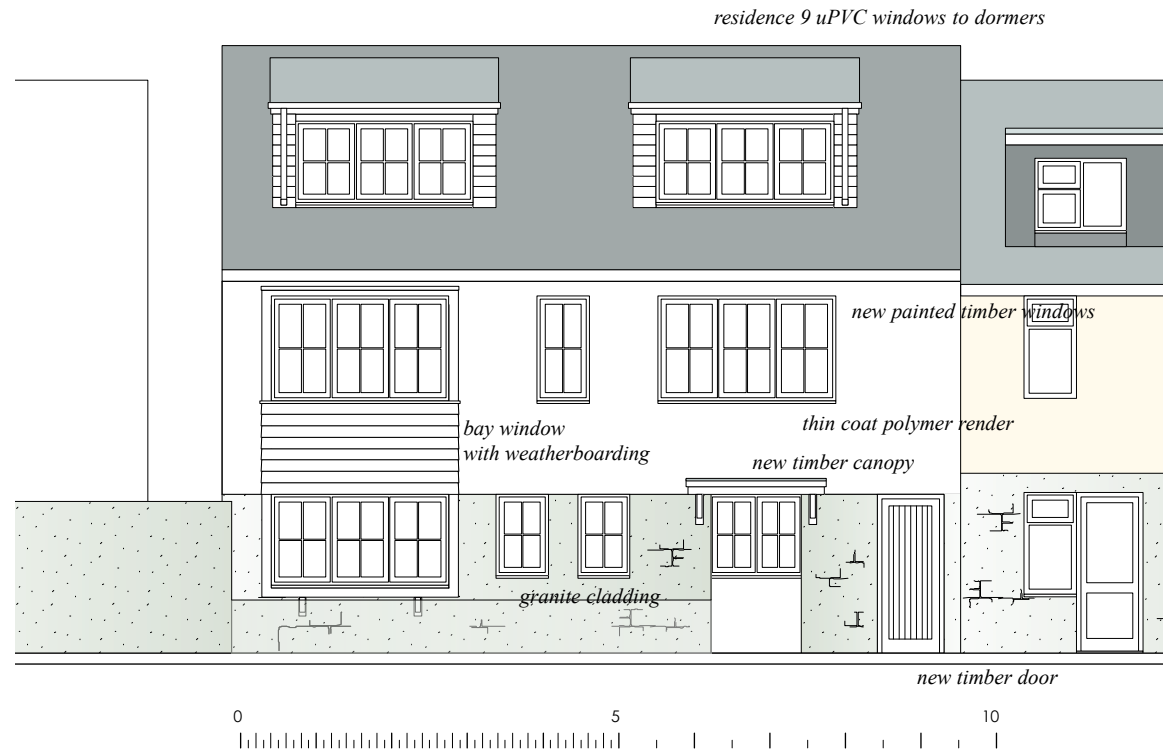 residence 9 uPVC windows to dormers
new painted timber windows
bay window
with weatherboarding
thin coat polymer render
new timber canopy
granite cladding
new timber door
0 5 10